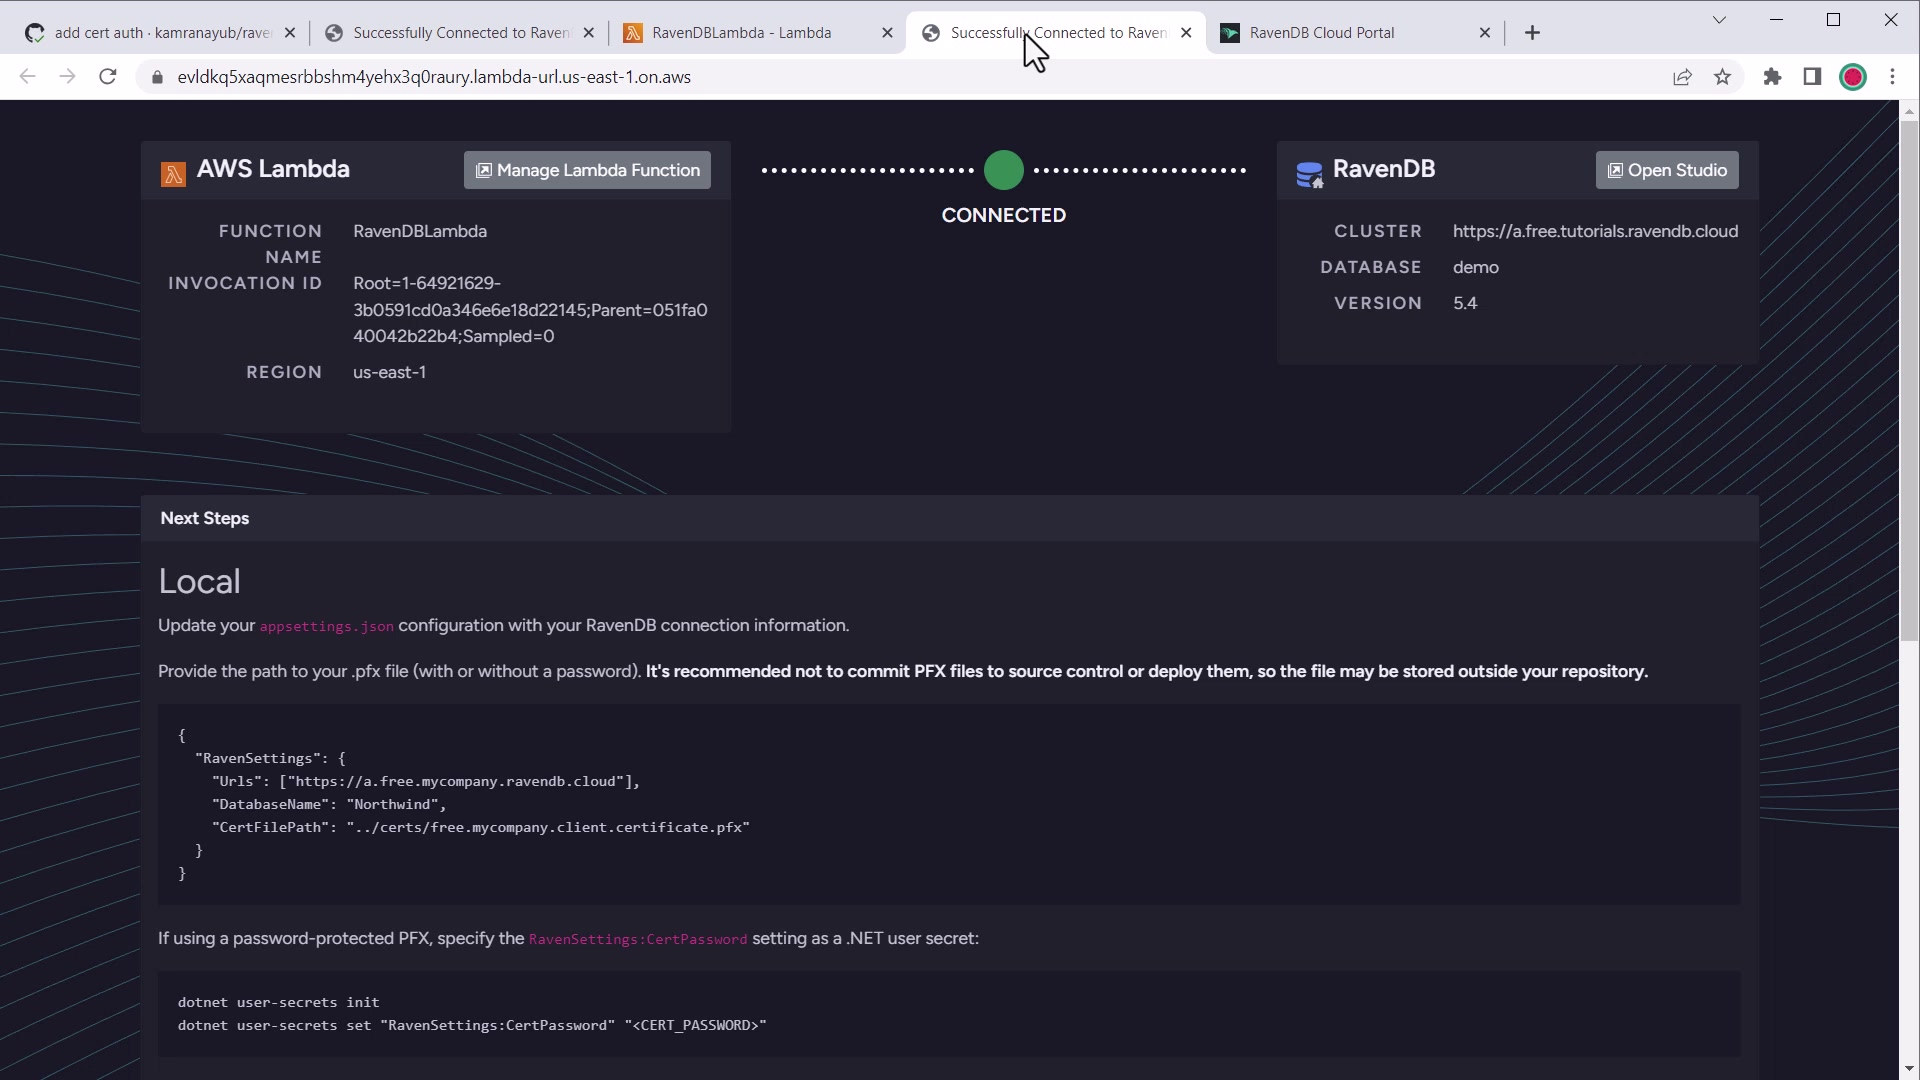 add cert auth · kamranayub/raven
Successfully Connected to Raven
RavenDBLambda - Lambda
Successfully Connected to Raven
RavenDB Cloud Portal
evldkq5xaqmesrbbshm4yehx3q0raury.lambda-url.us-east-1.on.aws
AWS Lambda
Manage Lambda Function
FUNCTION NAME RavenDBLambda
INVOCATION ID Root=1-64921629-
3b0591cd0a346e6e18d22145;Parent=051fa0
40042b22b4;Sampled=0
REGION us-east-1
CONNECTED
RavenDB
Open Studio
CLUSTER https://a.free.tutorials.ravendb.cloud
DATABASE demo
VERSION 5.4
Next Steps
Local
Update your appsettings.json configuration with your RavenDB connection information.
Provide the path to your .pfx file (with or without a password). It's recommended not to commit PFX files to source control or deploy them, so the file may be stored outside your repository.
{
"RavenSettings": {
"Urls": ["https://a.free.mycompany.ravendb.cloud"],
"DatabaseName": "Northwind",
"CertFilePath": "../certs/free.mycompany.client.certificate.pfx"
}
}
If using a password-protected PFX, specify the RavenSettings:CertPassword setting as a .NET user secret:
dotnet user-secrets init
dotnet user-secrets set "RavenSettings:CertPassword" "<CERT_PASSWORD>"